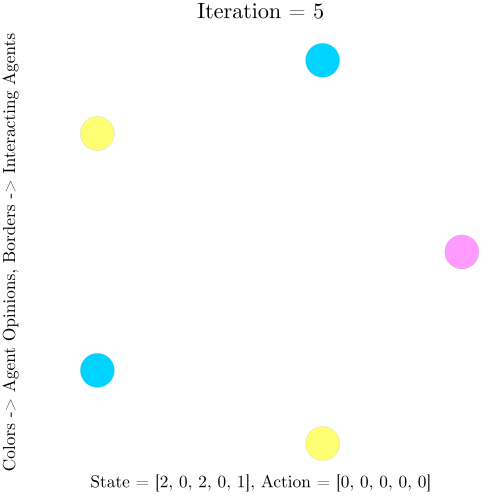 Iteration = 5
Colors -> Agent Opinions, Borders -> Interacting Agents
State = [2, 0, 2, 0, 1], Action = [0, 0, 0, 0, 0]